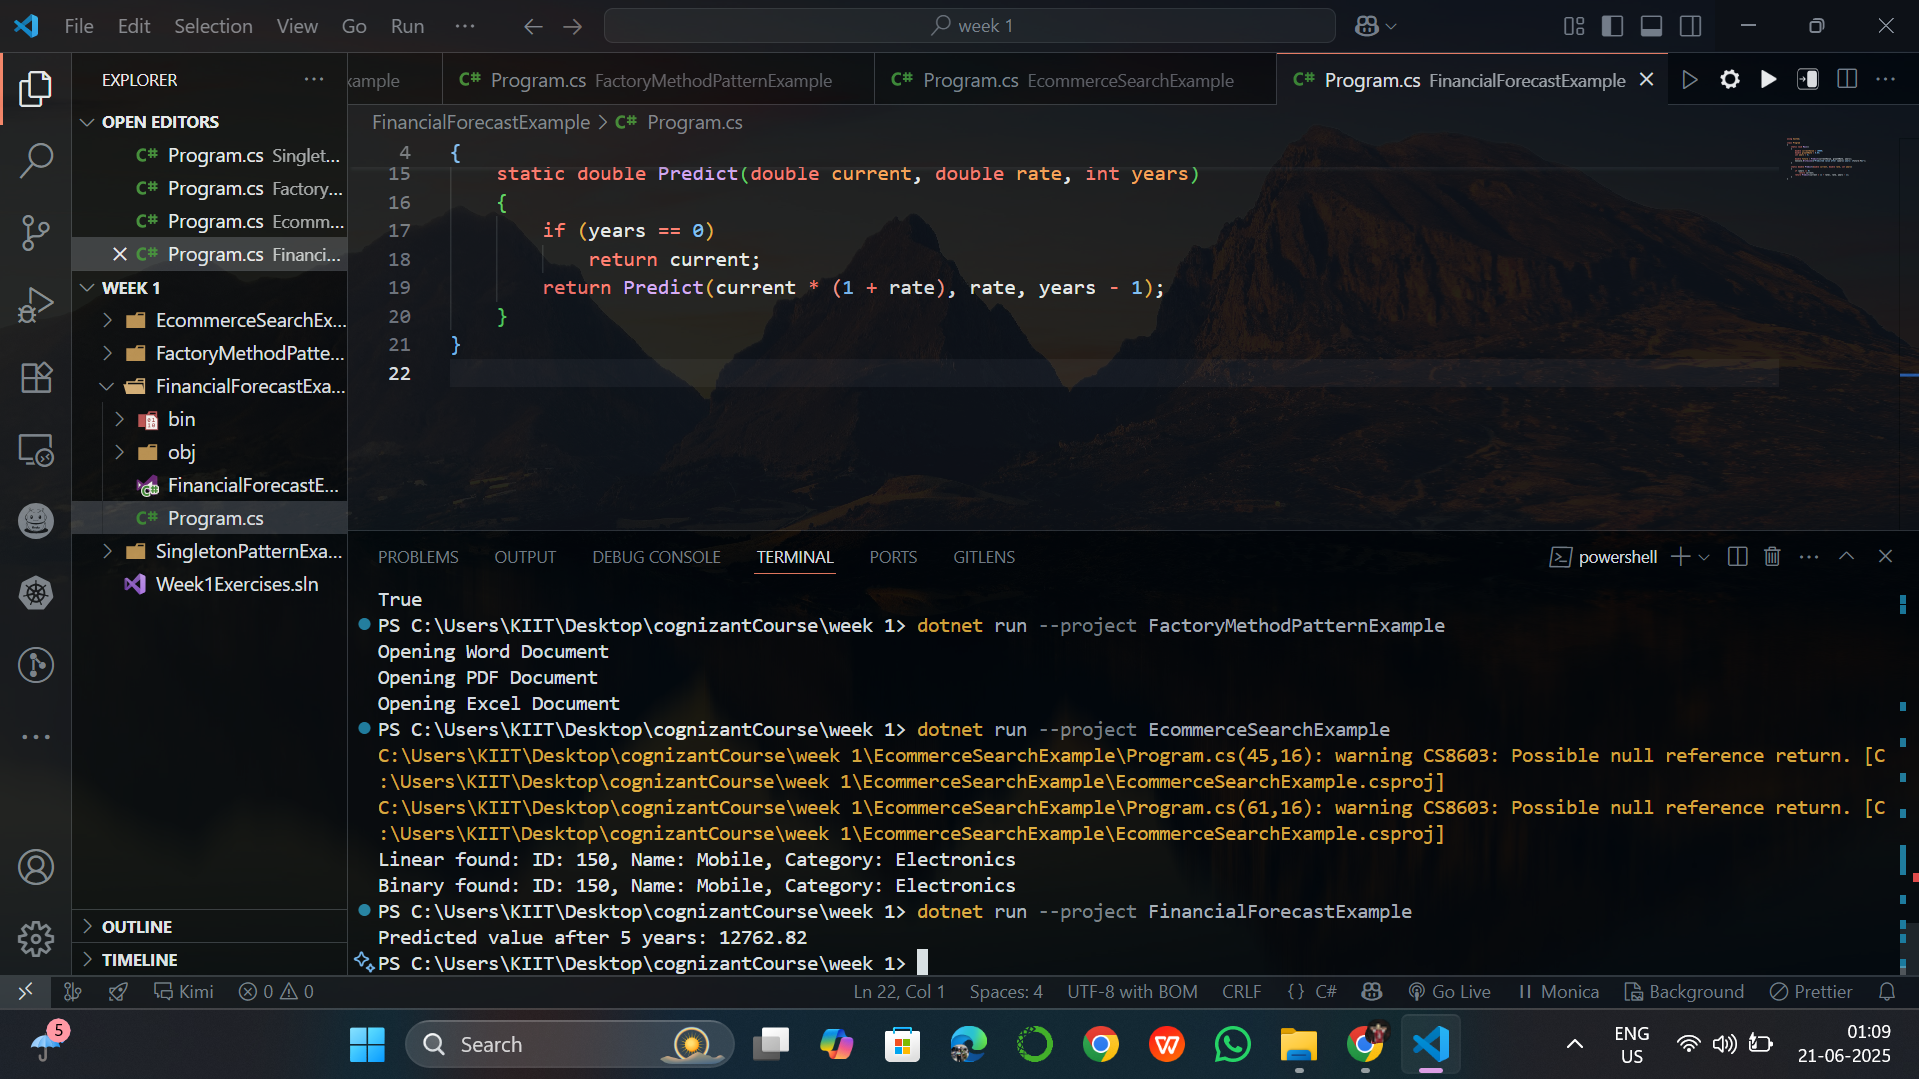 File Edit Selection View Go Run ··· week 1
EXPLORER ···
OPEN EDITORS
C# Program.cs Singlet...
C# Program.cs Factory...
C# Program.cs Ecomm...
C# Program.cs Financi...
WEEK 1
EcommerceSearchEx...
FactoryMethodPatte...
FinancialForecastExa...
bin
obj
FinancialForecastE...
C# Program.cs
SingletonPatternExa...
Week1Exercises.sln
OUTLINE
TIMELINE
ample C# Program.cs FactoryMethodPatternExample C# Program.cs EcommerceSearchExample C# Program.cs FinancialForecastExample
FinancialForecastExample > C# Program.cs
4 {
15 static double Predict(double current, double rate, int years)
16 {
17 if (years == 0)
18 return current;
19 return Predict(current * (1 + rate), rate, years - 1);
20 }
21 }
22
PROBLEMS OUTPUT DEBUG CONSOLE TERMINAL PORTS GITLENS powershell
True
PS C:\Users\KIIT\Desktop\cognizantCourse\week 1> dotnet run --project FactoryMethodPatternExample
Opening Word Document
Opening PDF Document
Opening Excel Document
PS C:\Users\KIIT\Desktop\cognizantCourse\week 1> dotnet run --project EcommerceSearchExample
C:\Users\KIIT\Desktop\cognizantCourse\week 1\EcommerceSearchExample\Program.cs(45,16): warning CS8603: Possible null reference return. [C
:\Users\KIIT\Desktop\cognizantCourse\week 1\EcommerceSearchExample\EcommerceSearchExample.csproj]
C:\Users\KIIT\Desktop\cognizantCourse\week 1\EcommerceSearchExample\Program.cs(61,16): warning CS8603: Possible null reference return. [C
:\Users\KIIT\Desktop\cognizantCourse\week 1\EcommerceSearchExample\EcommerceSearchExample.csproj]
Linear found: ID: 150, Name: Mobile, Category: Electronics
Binary found: ID: 150, Name: Mobile, Category: Electronics
PS C:\Users\KIIT\Desktop\cognizantCourse\week 1> dotnet run --project FinancialForecastExample
Predicted value after 5 years: 12762.82
PS C:\Users\KIIT\Desktop\cognizantCourse\week 1>
Kimi 0 0 Ln 22, Col 1 Spaces: 4 UTF-8 with BOM CRLF {} C# Go Live Monica Background Prettier
5 Search ENG 01:09
US 21-06-2025